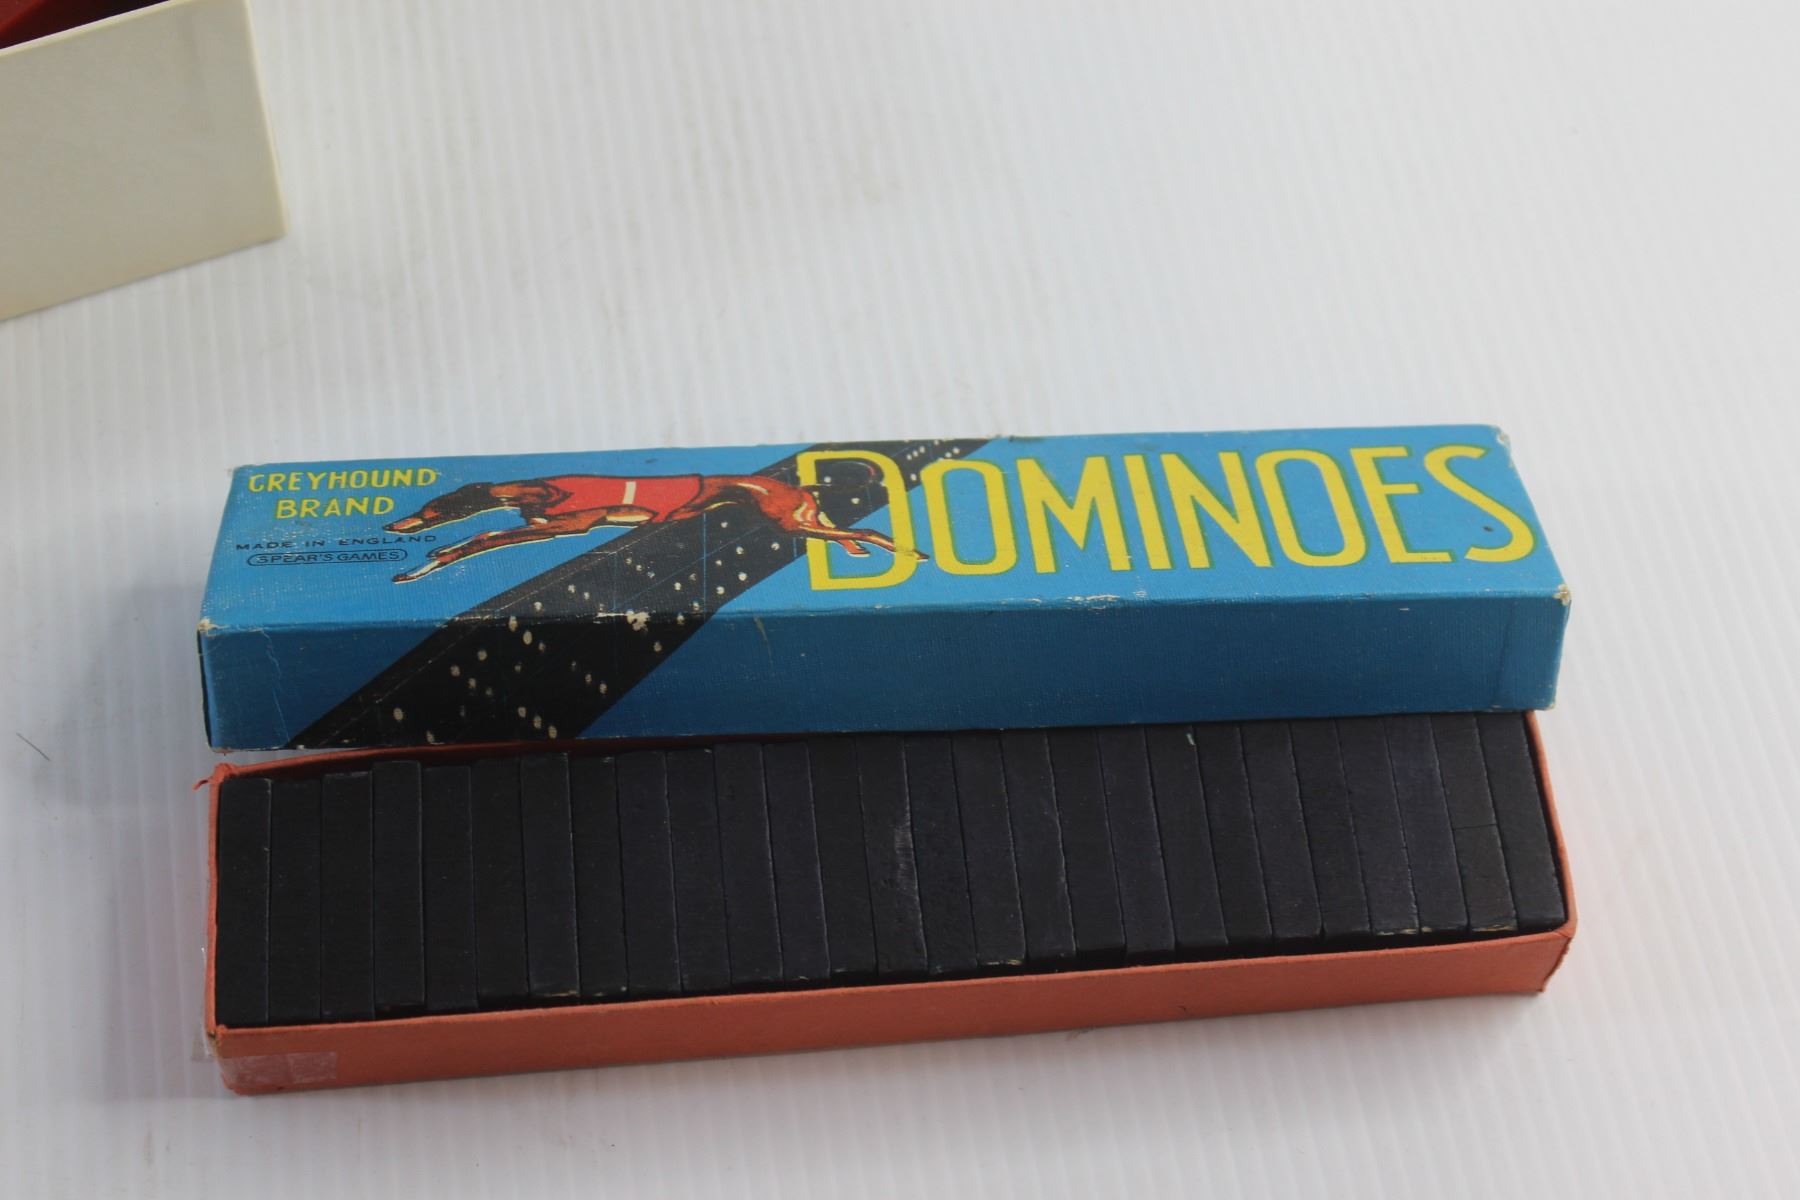 GREYHOUND
BRAND
MADE IN ENGLAND
SPEAR'S GAMES
DOMINOES